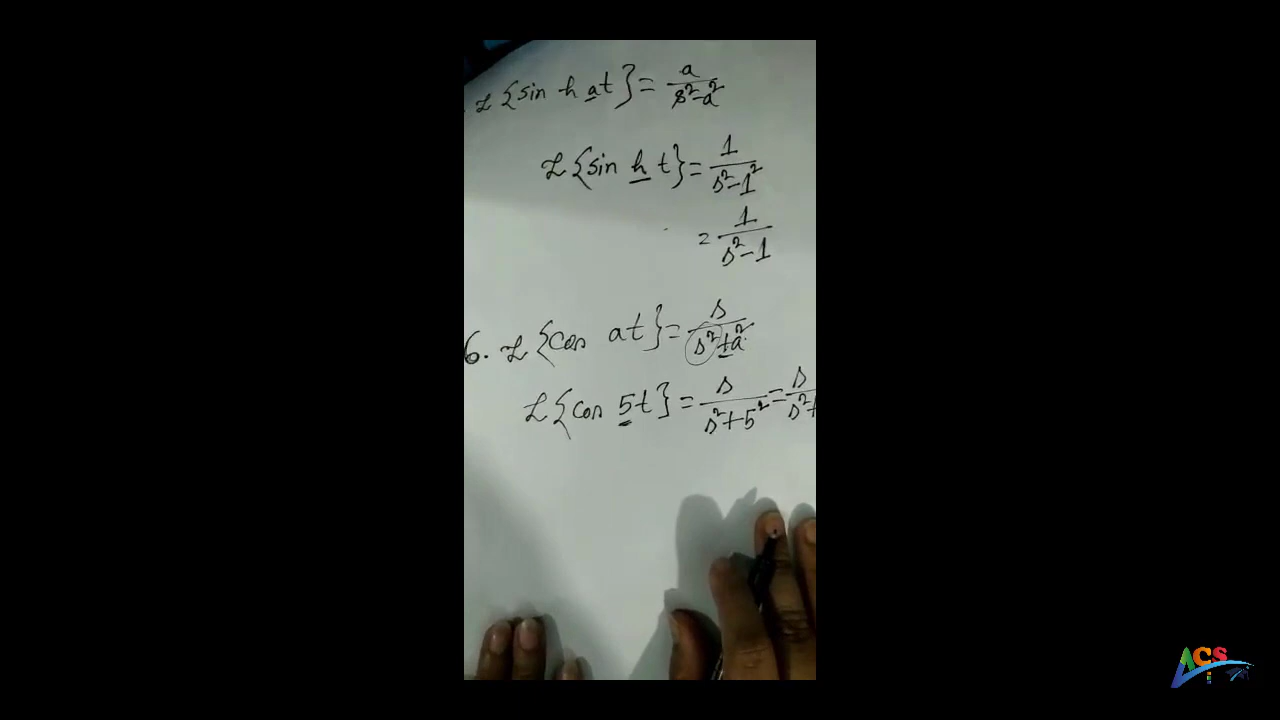 . L {sin h at} = a / s² - a²
L {sin h t} = 1 / s² - 1²
= 1 / s² - 1
6. L {cos at} = s / s² + a²
L {cos 5t} = s / s² + 5² = s / s² +
ACS